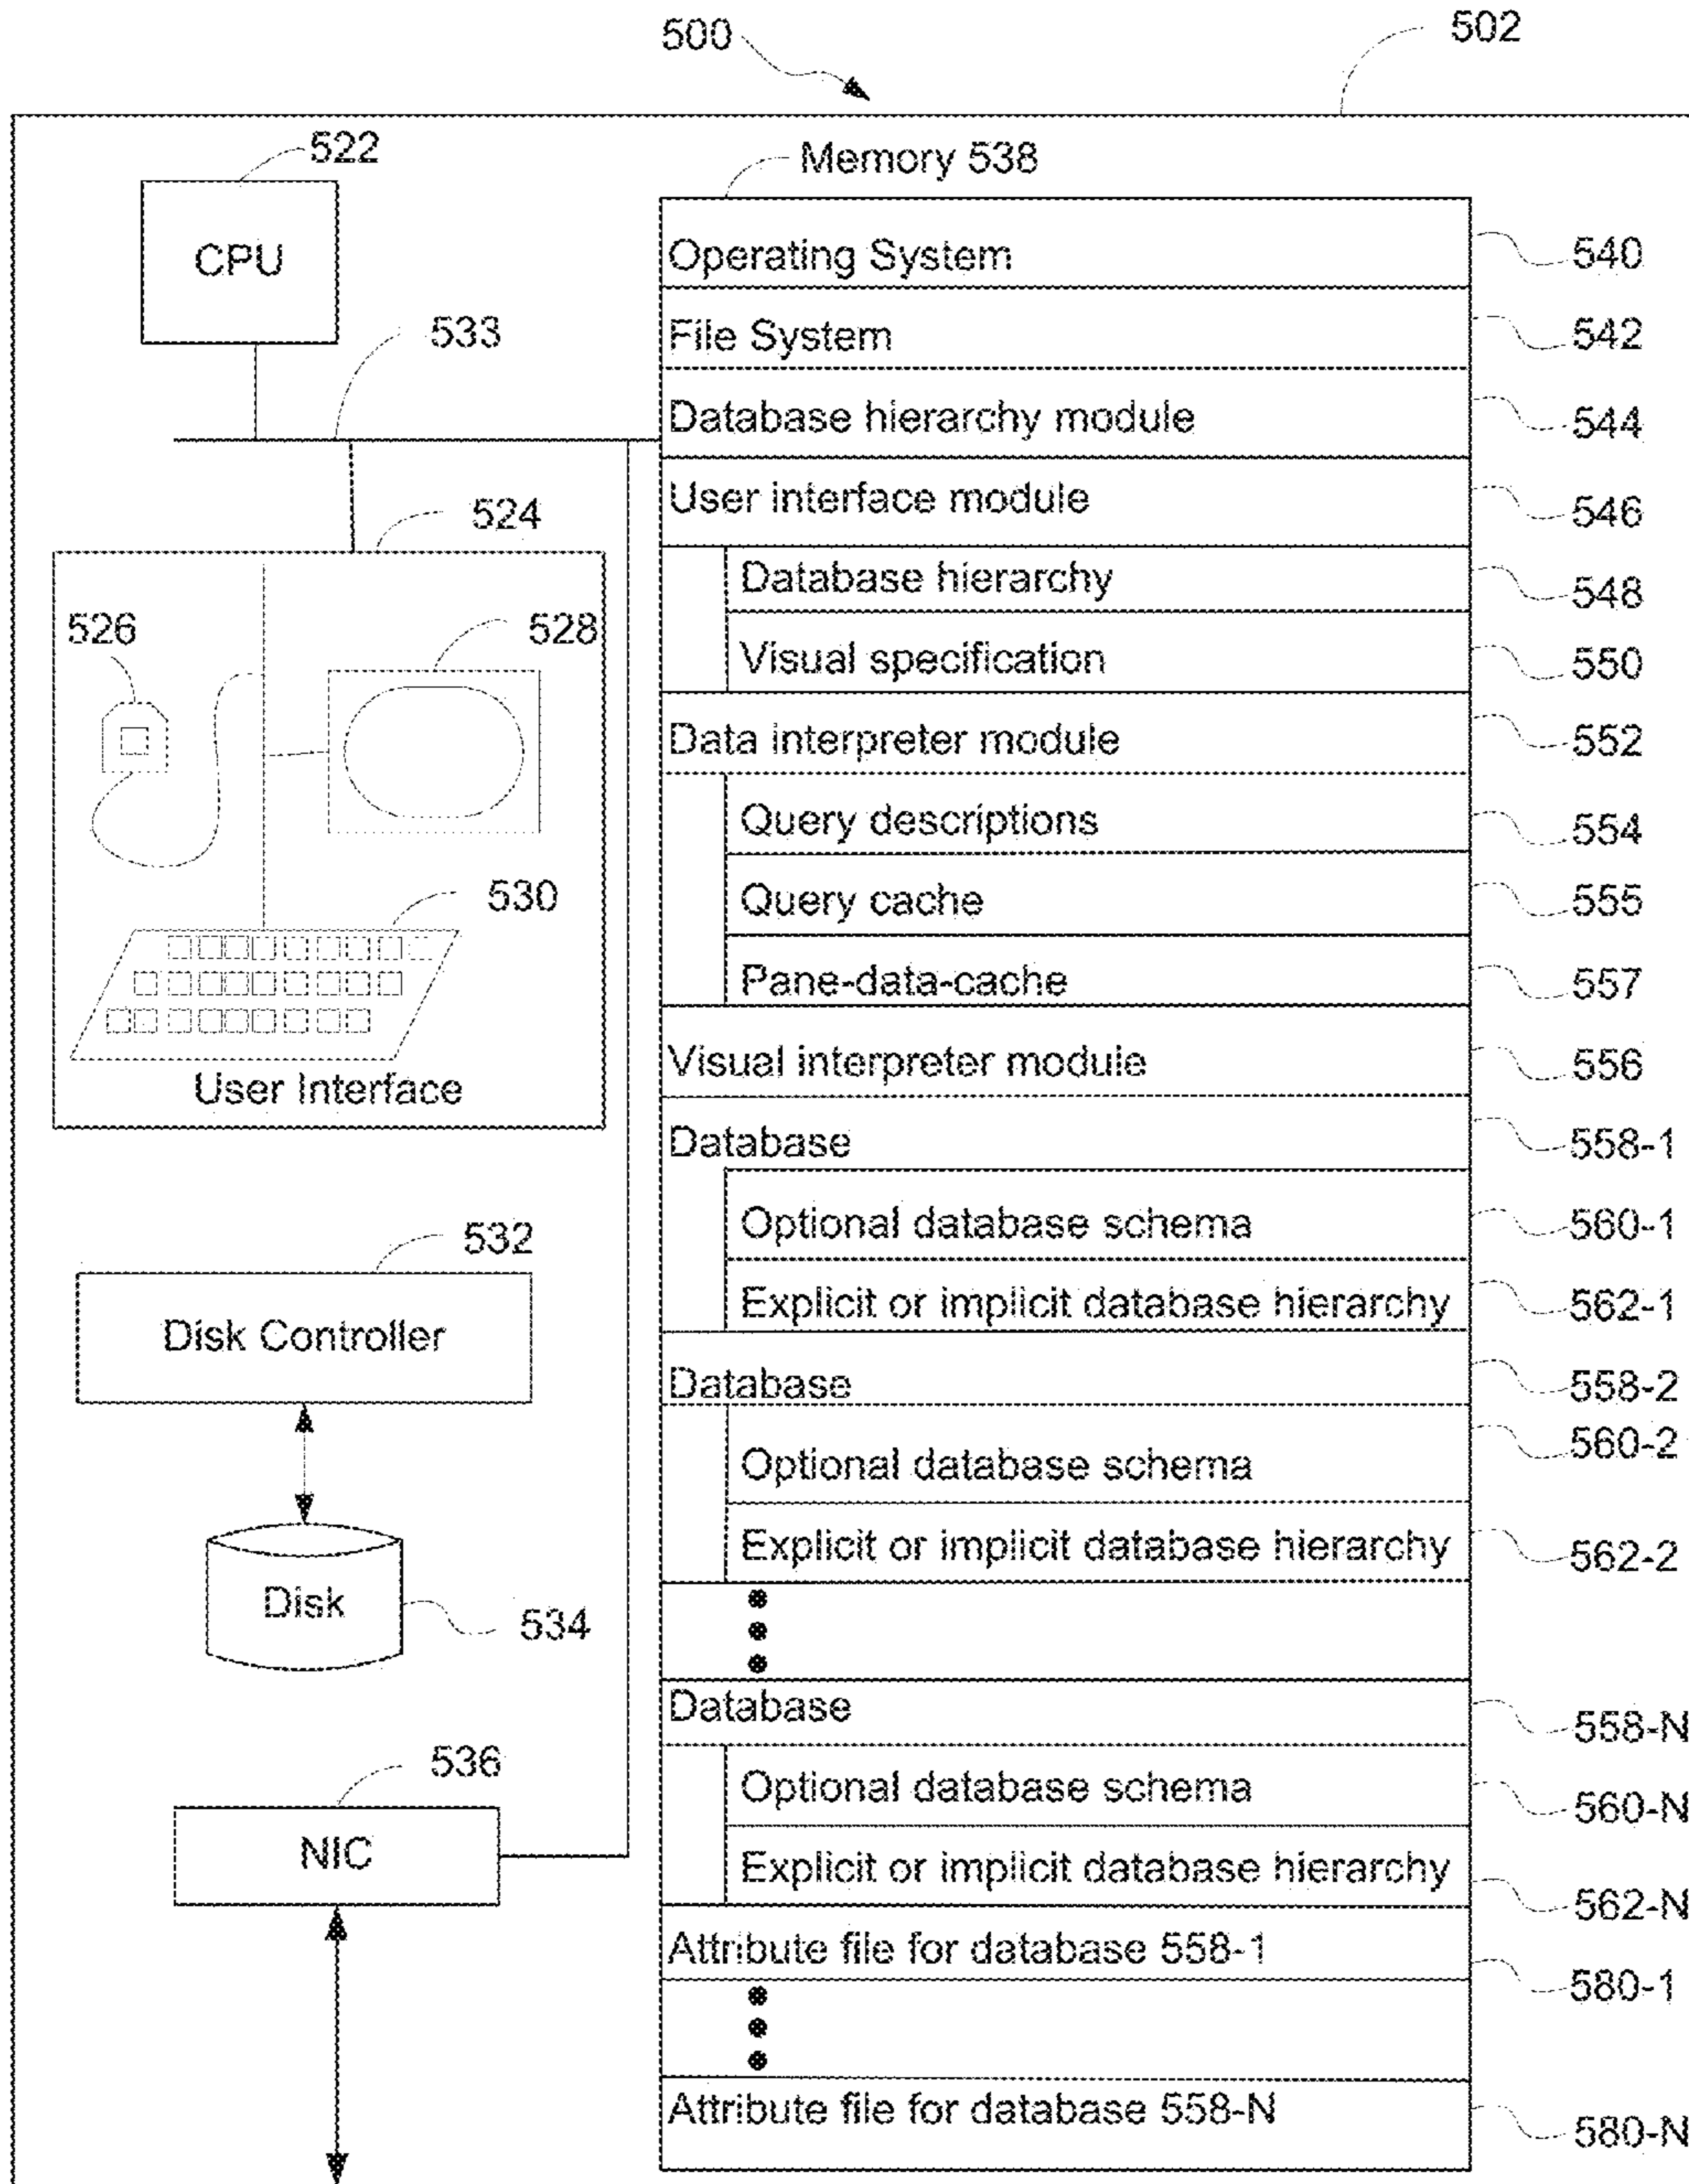 500
502
522
CPU
533
524
526
528
530
User Interface
532
Disk Controller
Disk
534
536
NIC
Memory 538
Operating System 540
File System 542
Database hierarchy module 544
User interface module 546
Database hierarchy 548
Visual specification 550
Data interpreter module 552
Query descriptions 554
Query cache 555
Pane-data-cache 557
Visual interpreter module 556
Database 558-1
Optional database schema 560-1
Explicit or implicit database hierarchy 562-1
Database 558-2
Optional database schema 560-2
Explicit or implicit database hierarchy 562-2
Database 558-N
Optional database schema 560-N
Explicit or implicit database hierarchy 562-N
Attribute file for database 558-1 580-1
Attribute file for database 558-N 580-N